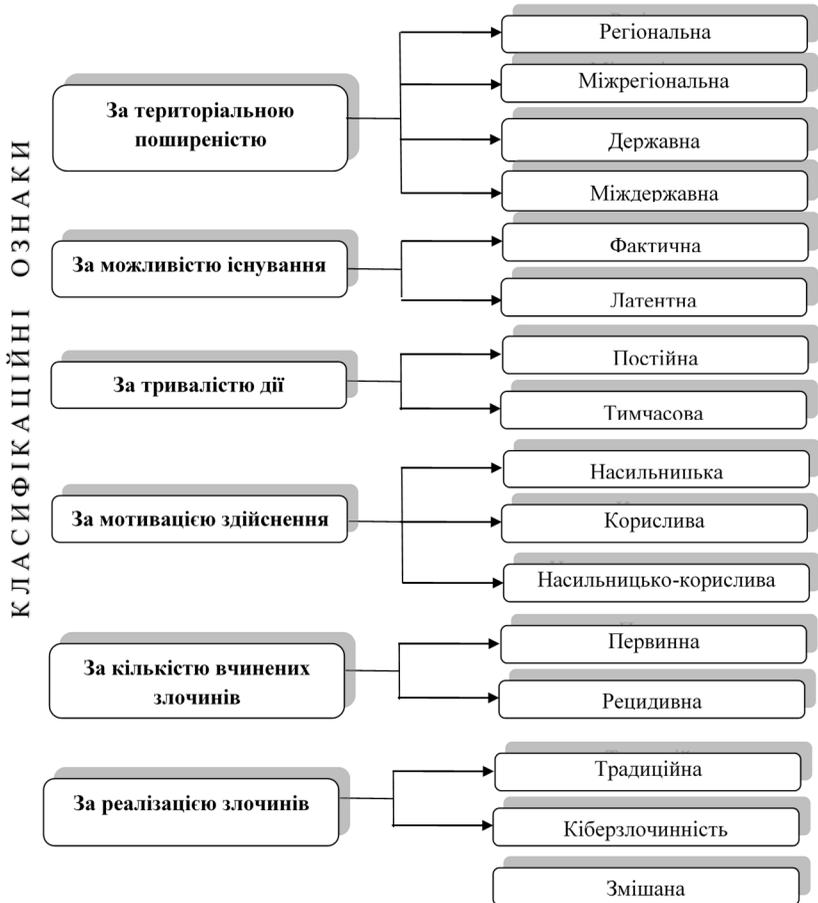 КЛАСИФІКАЦІЙНІ ОЗНАКИ
За територіальною
поширеністю
Регіональна
Міжрегіональна
Державна
Міждержавна
За можливістю існування
Фактична
Латентна
За тривалістю дії
Постійна
Тимчасова
За мотивацією здійснення
Насильницька
Корислива
Насильницько-корислива
За кількістю вчинених
злочинів
Первинна
Рецидивна
За реалізацією злочинів
Традиційна
Кіберзлочинність
Змішана